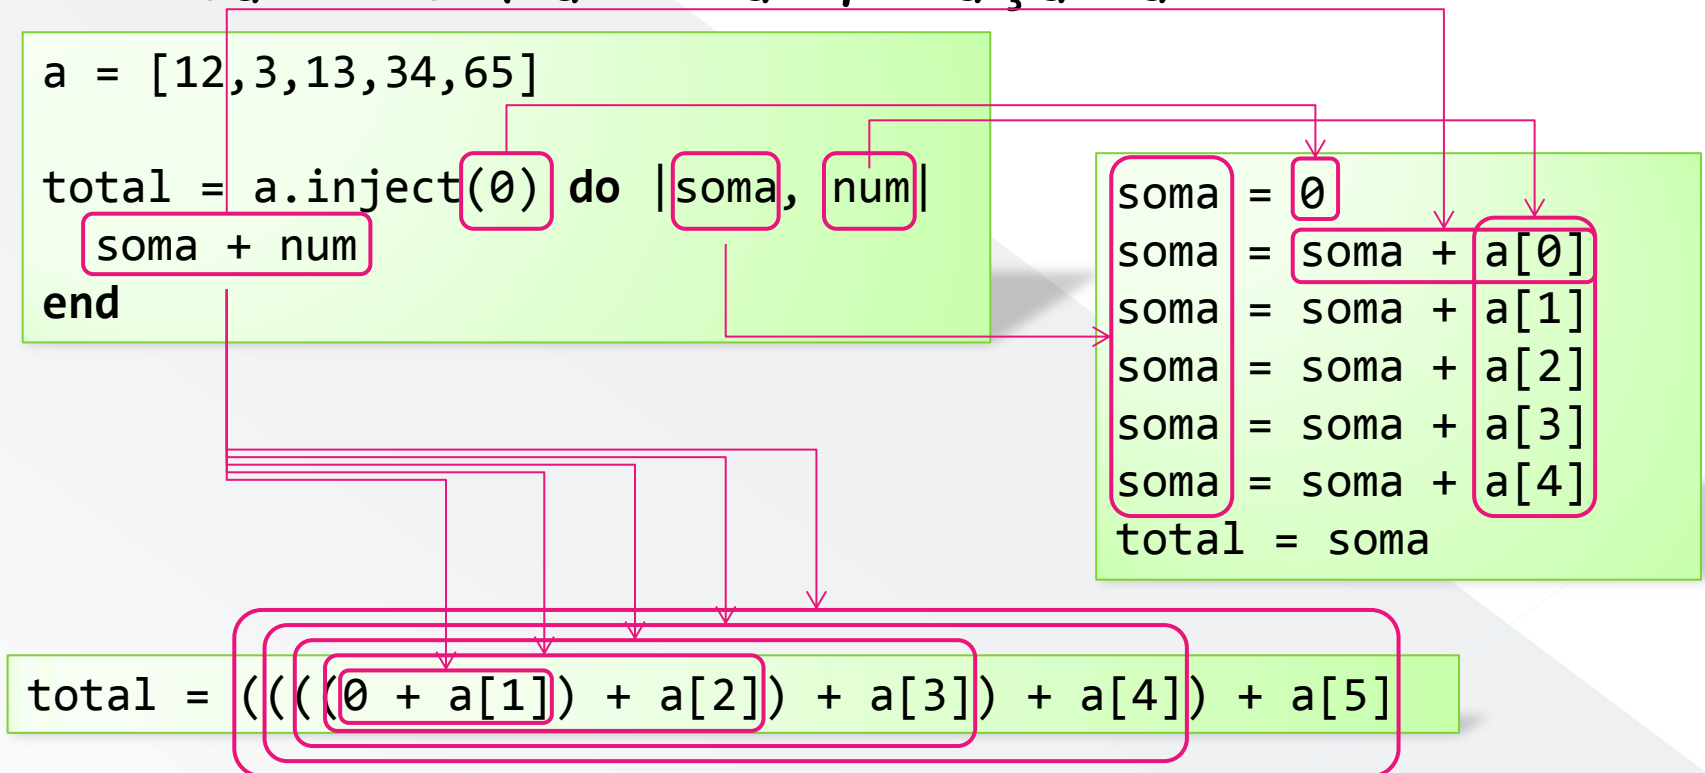 a = [12,3,13,34,65]
total = a.inject(0) do |soma, num|
soma + num
end
soma = 0
soma = soma + a[0]
soma = soma + a[1]
soma = soma + a[2]
soma = soma + a[3]
soma = soma + a[4]
total = soma
total = ((((0 + a[1]) + a[2]) + a[3]) + a[4]) + a[5]